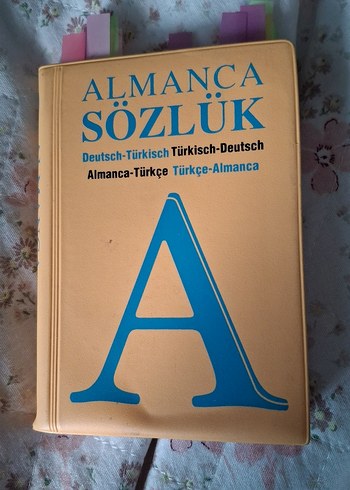 ALMANCA
SÖZLÜK
Deutsch-Türkisch Türkisch-Deutsch
Almanca-Türkçe Türkçe-Almanca
A